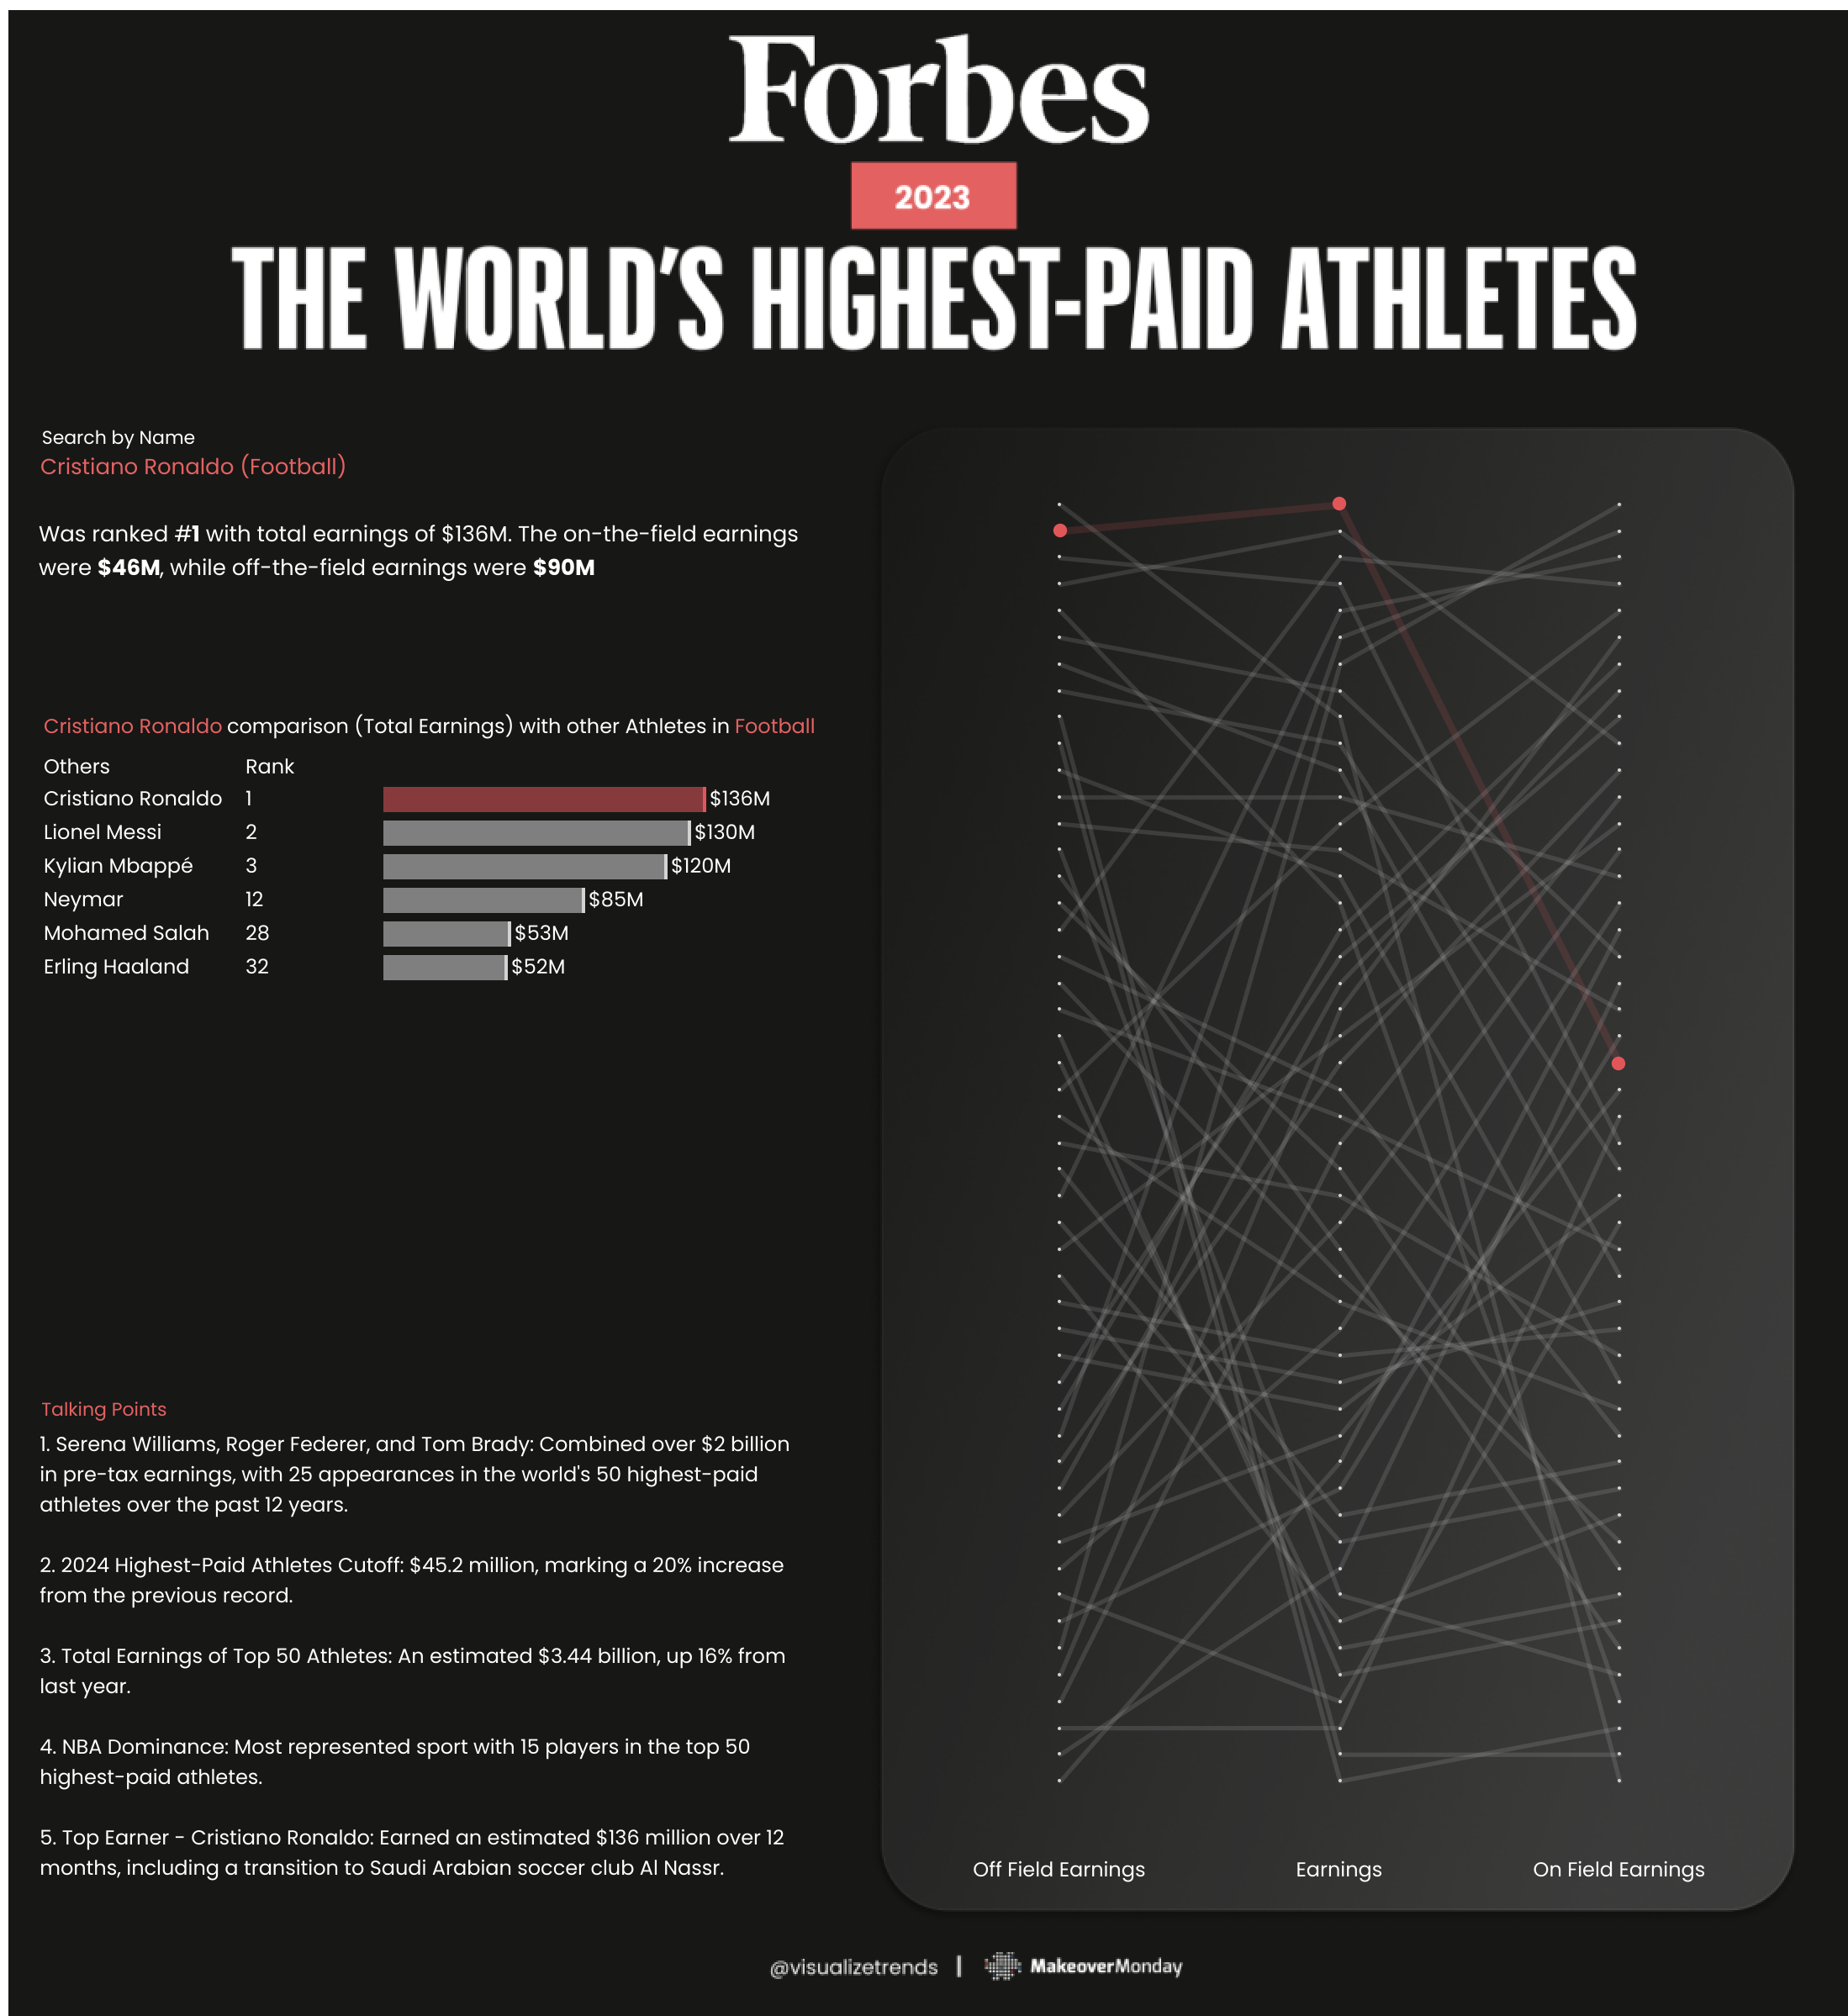 Forbes
2023
THE WORLD'S HIGHEST-PAID ATHLETES
Search by Name
Cristiano Ronaldo (Football)
Was ranked #1 with total earnings of $136M. The on-the-field earnings
were $46M, while off-the-field earnings were $90M
Cristiano Ronaldo comparison (Total Earnings) with other Athletes in Football
Others Rank
Cristiano Ronaldo 1 $136M
Lionel Messi 2 $130M
Kylian Mbappé 3 $120M
Neymar 12 $85M
Mohamed Salah 28 $53M
Erling Haaland 32 $52M
Talking Points
1. Serena Williams, Roger Federer, and Tom Brady: Combined over $2 billion
in pre-tax earnings, with 25 appearances in the world's 50 highest-paid
athletes over the past 12 years.
2. 2024 Highest-Paid Athletes Cutoff: $45.2 million, marking a 20% increase
from the previous record.
3. Total Earnings of Top 50 Athletes: An estimated $3.44 billion, up 16% from
last year.
4. NBA Dominance: Most represented sport with 15 players in the top 50
highest-paid athletes.
5. Top Earner - Cristiano Ronaldo: Earned an estimated $136 million over 12
months, including a transition to Saudi Arabian soccer club Al Nassr.
Off Field Earnings Earnings On Field Earnings
@visualizetrends | MakeoverMonday